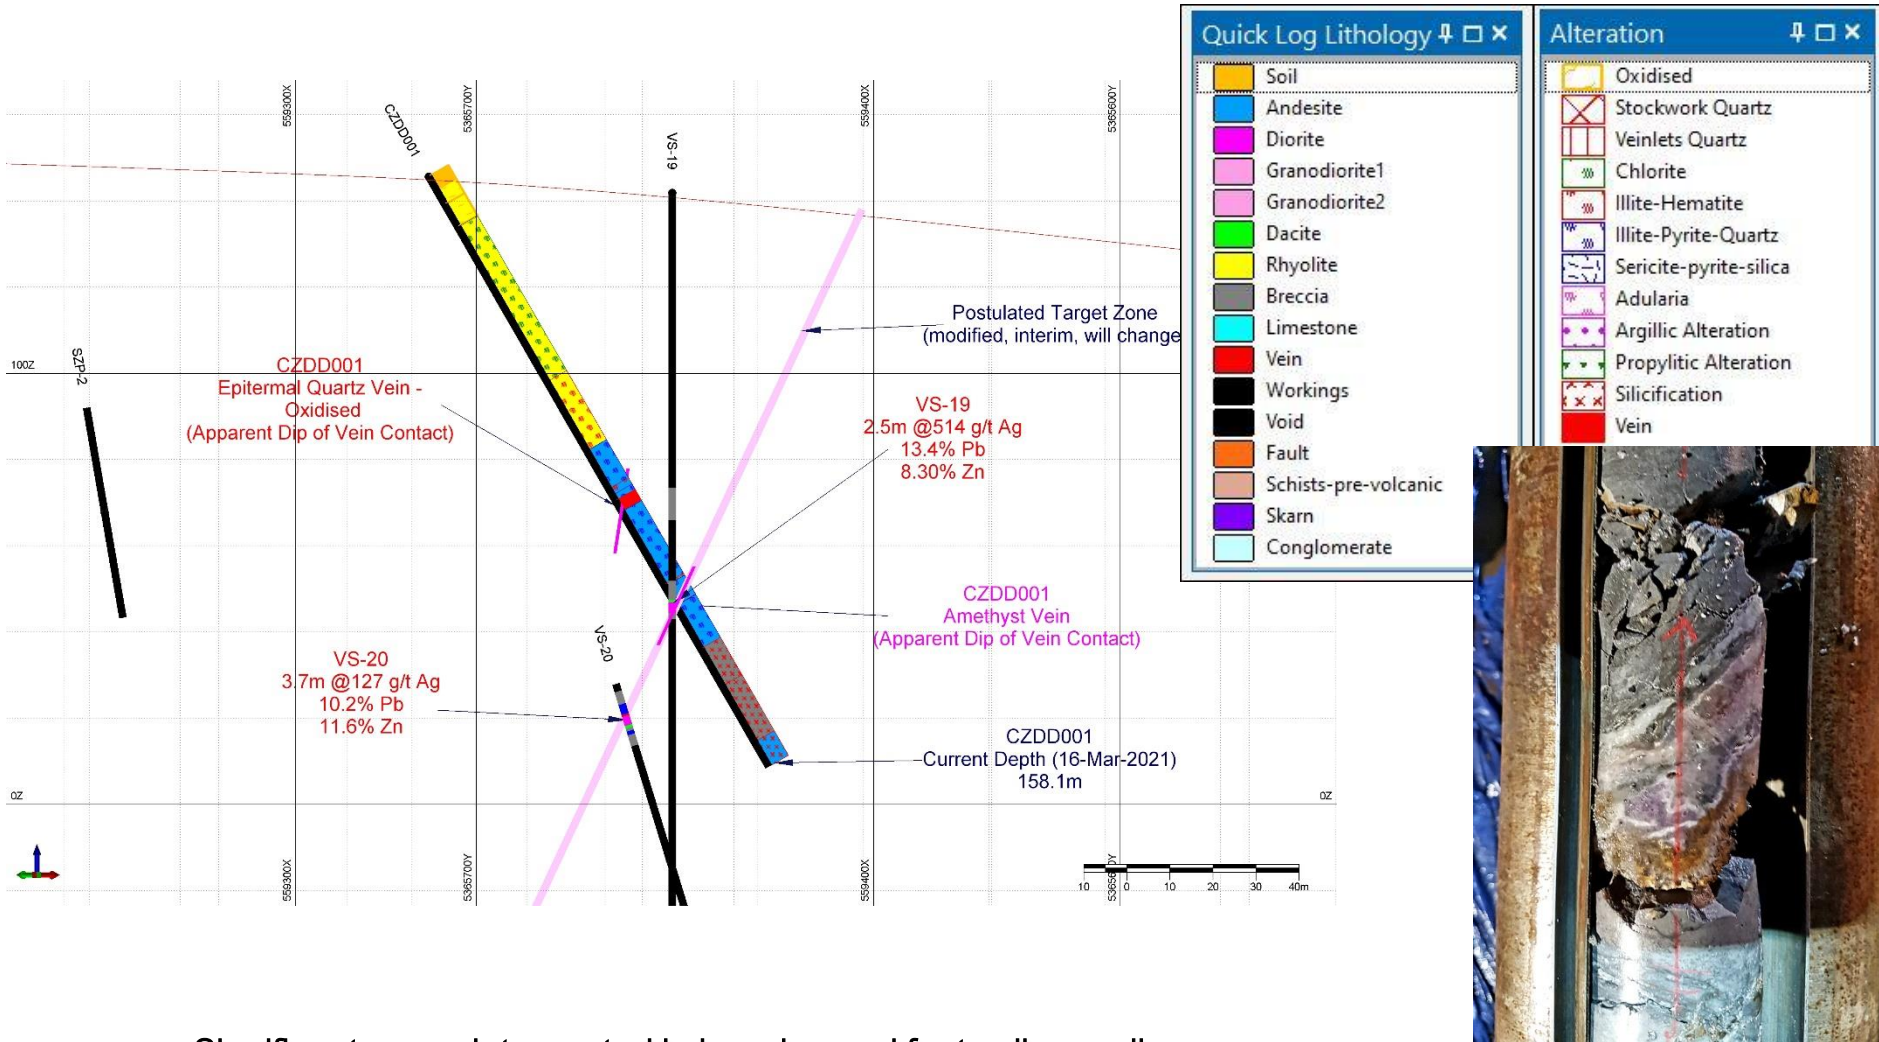 Quick Log Lithology
Soil
Andesite
Diorite
Granodiorite1
Granodiorite2
Dacite
Rhyolite
Breccia
Limestone
Vein
Workings
Void
Fault
Schists-pre-volcanic
Skarn
Conglomerate
Alteration
Oxidised
Stockwork Quartz
Veinlets Quartz
Chlorite
Illite-Hematite
Illite-Pyrite-Quartz
Sericite-pyrite-silica
Adularia
Argillic Alteration
Propylitic Alteration
Silicification
Vein
559300X
5365700Y
559400X
5365600Y
CZDD001
VS-19
Postulated Target Zone
(modified, interim, will change
SZP-2
100Z
CZDD001
Epitermal Quartz Vein -
Oxidised
(Apparent Dip of Vein Contact)
VS-19
2.5m @514 g/t Ag
13.4% Pb
8.30% Zn
CZDD001
Amethyst Vein
(Apparent Dip of Vein Contact)
VS-20
VS-20
3.7m @127 g/t Ag
10.2% Pb
11.6% Zn
CZDD001
Current Depth (16-Mar-2021)
158.1m
0Z
0Z
559300X
5365700Y
559400X
10 0 10 20 30 40m